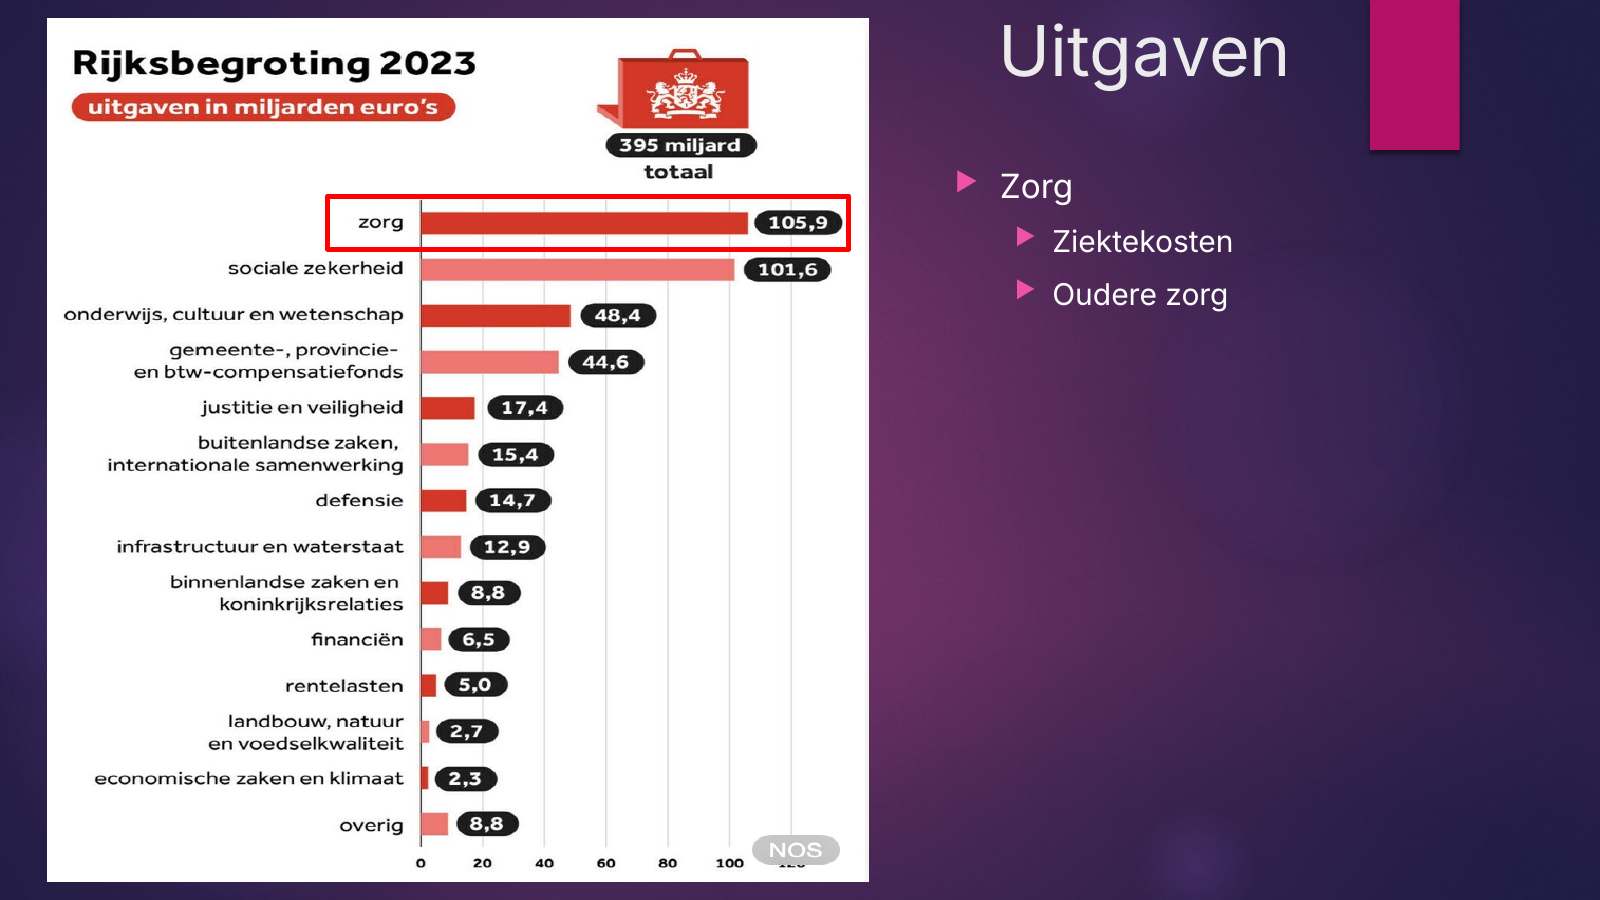 Uitgaven
Rijksbegroting 2023
uitgaven in miljarden euro's
395 miljard
totaal
zorg 105,9
sociale zekerheid 101,6
onderwijs, cultuur en wetenschap 48,4
gemeente-, provincie-
en btw-compensatiefonds 44,6
justitie en veiligheid 17,4
buitenlandse zaken,
internationale samenwerking 15,4
defensie 14,7
infrastructuur en waterstaat 12,9
binnenlandse zaken en
koninkrijksrelaties 8,8
financiën 6,5
rentelasten 5,0
landbouw, natuur
en voedselkwaliteit 2,7
economische zaken en klimaat 2,3
overig 8,8
NOS
0 20 40 60 80 100
Zorg
Ziektekosten
Oudere zorg